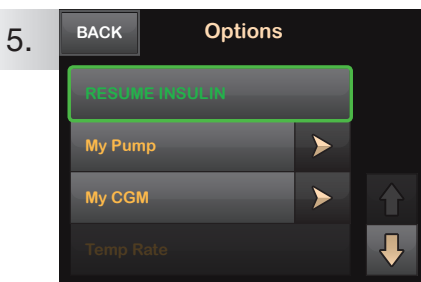 5.
BACK
Options
RESUME INSULIN
My Pump
My CGM
Temp Rate